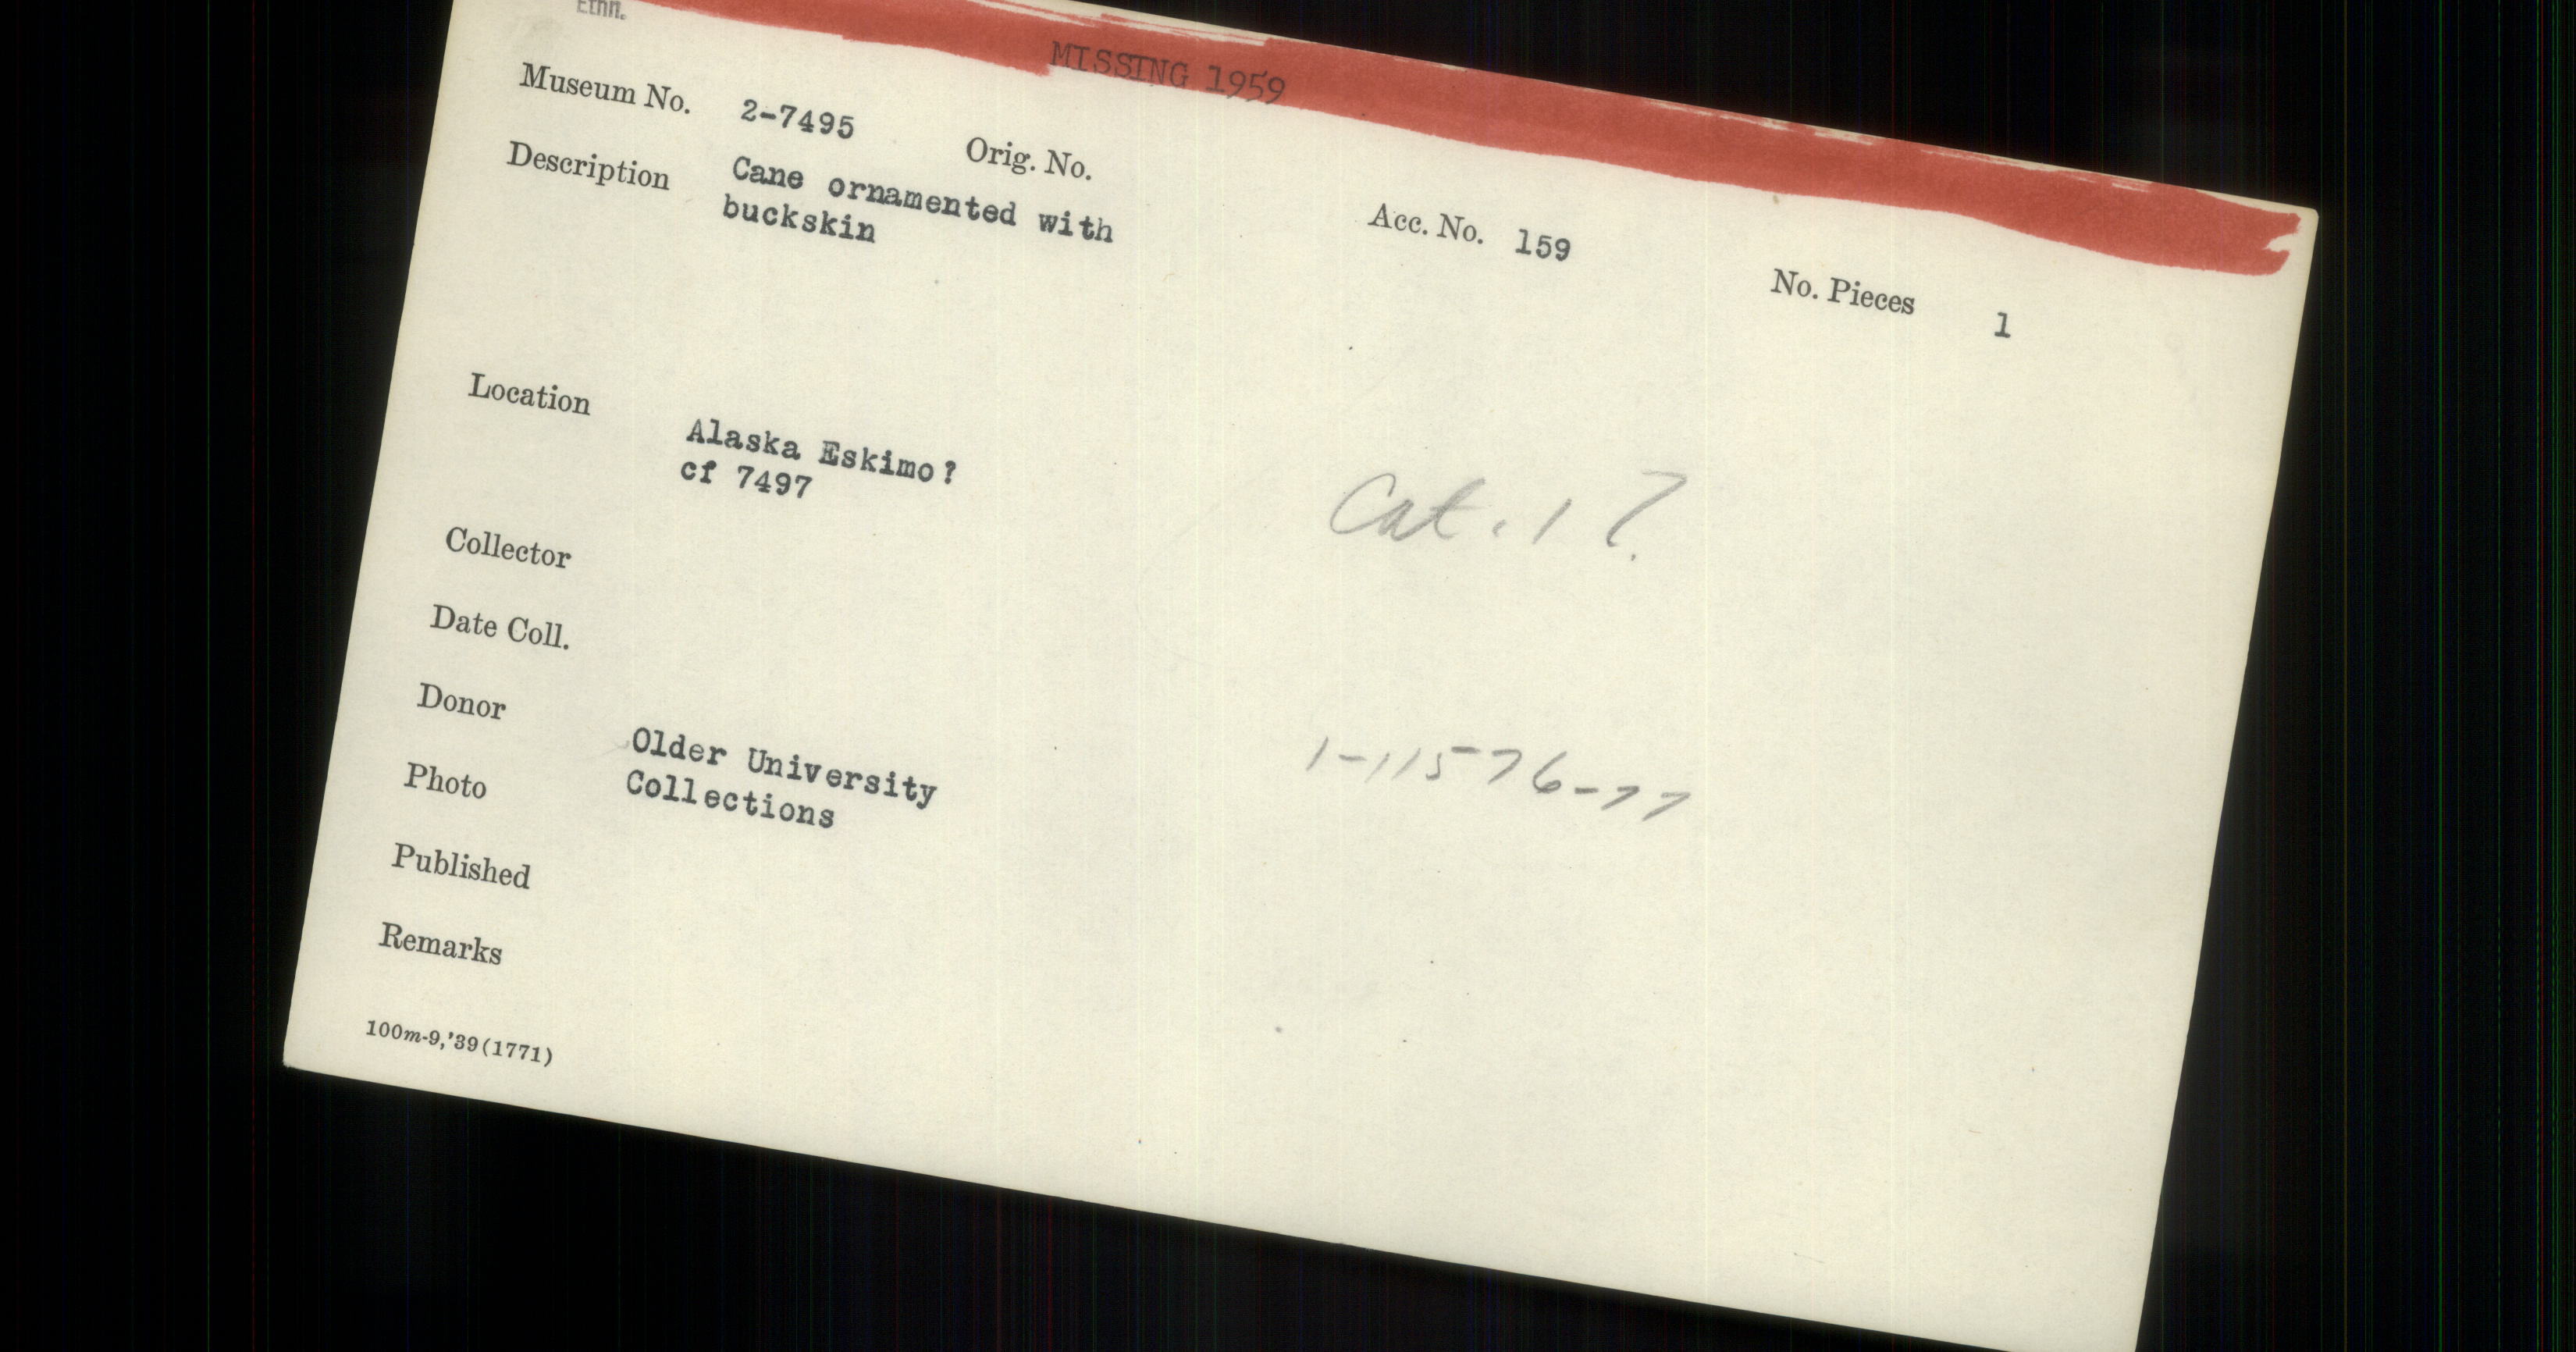 Ethn.
MISSING 1959
Museum No. 2-7495 Orig. No. Acc. No. 159 No. Pieces 1
Description Cane ornamented with
buckskin
Location Alaska Eskimo?
cf 7497
Cat. 1 ?
Collector
Date Coll.
Donor Older University
Collections
1-11576-77
Photo
Published
Remarks
100m-9,'39(1771)